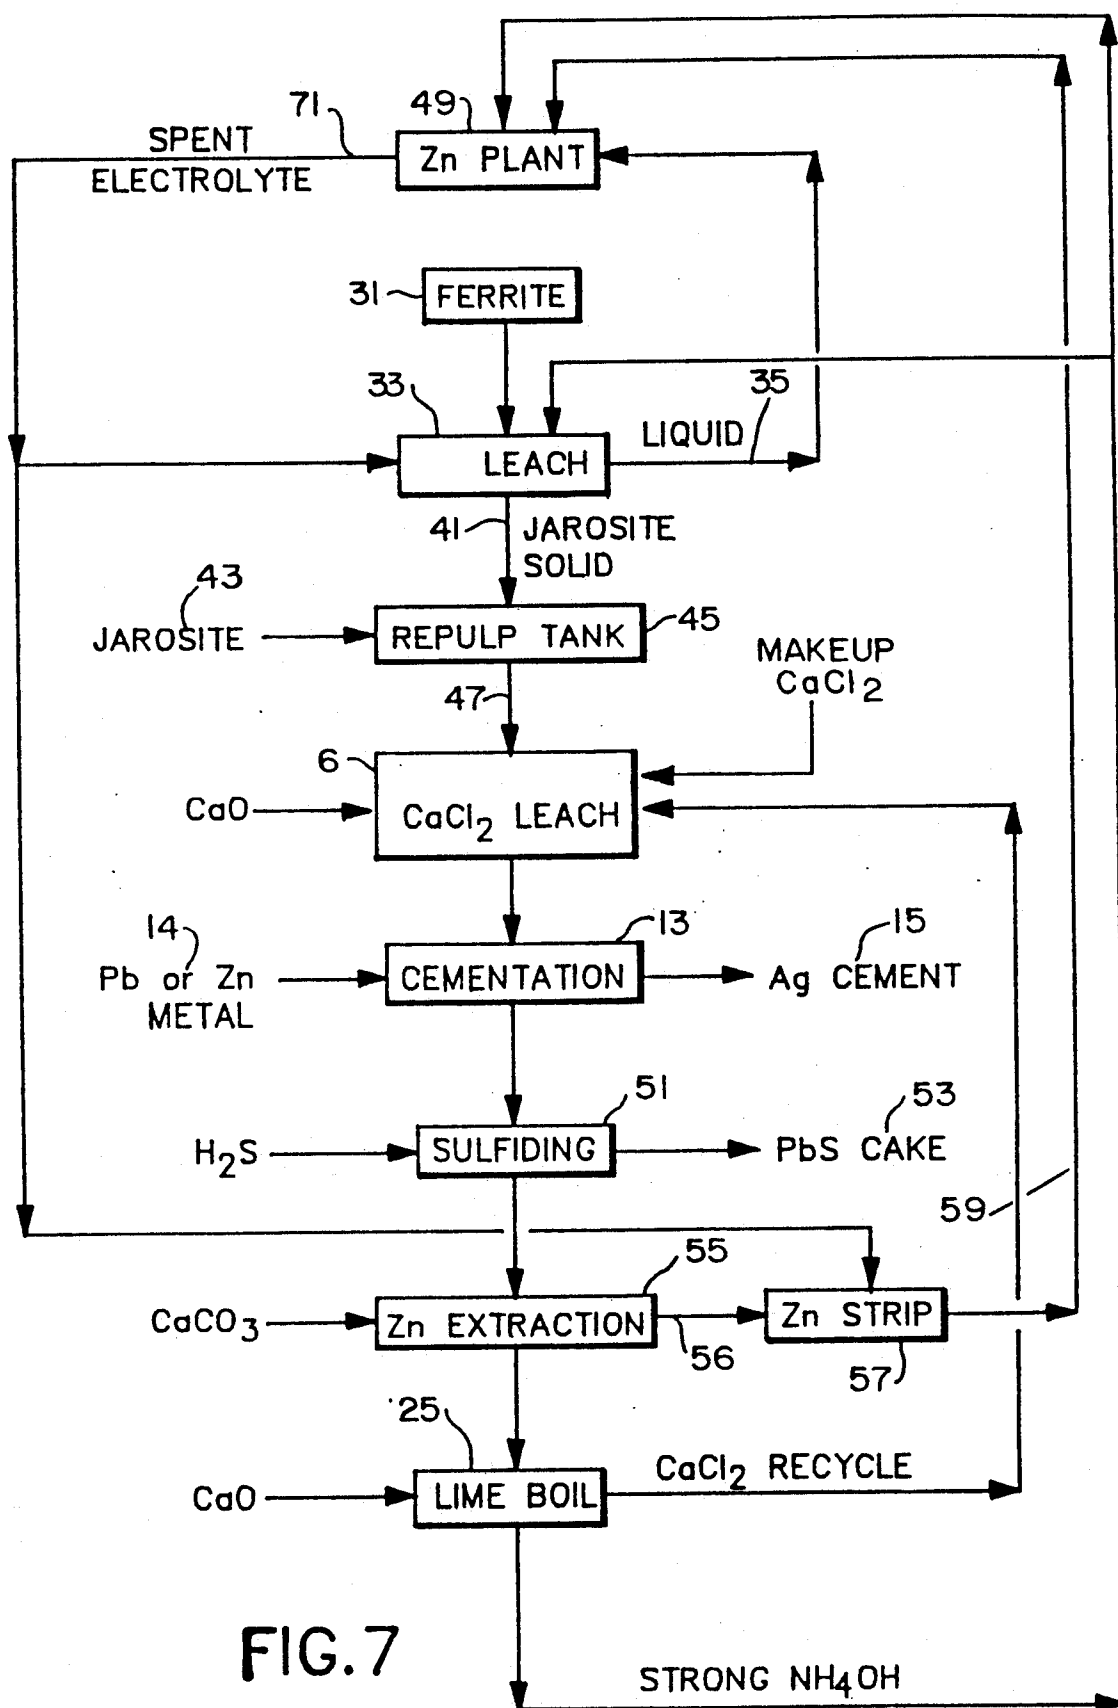 71
49
SPENT
ELECTROLYTE
Zn PLANT
31
FERRITE
33
35
LIQUID
LEACH
41
JAROSITE
SOLID
43
JAROSITE
REPULP TANK
45
47
MAKEUP
CaCl2
6
CaO
CaCl2 LEACH
14
13
15
Pb or Zn
METAL
CEMENTATION
Ag CEMENT
51
53
H2S
SULFIDING
PbS CAKE
59
55
CaCO3
Zn EXTRACTION
56
Zn STRIP
57
25
CaCl2 RECYCLE
CaO
LIME BOIL
FIG.7
STRONG NH4OH